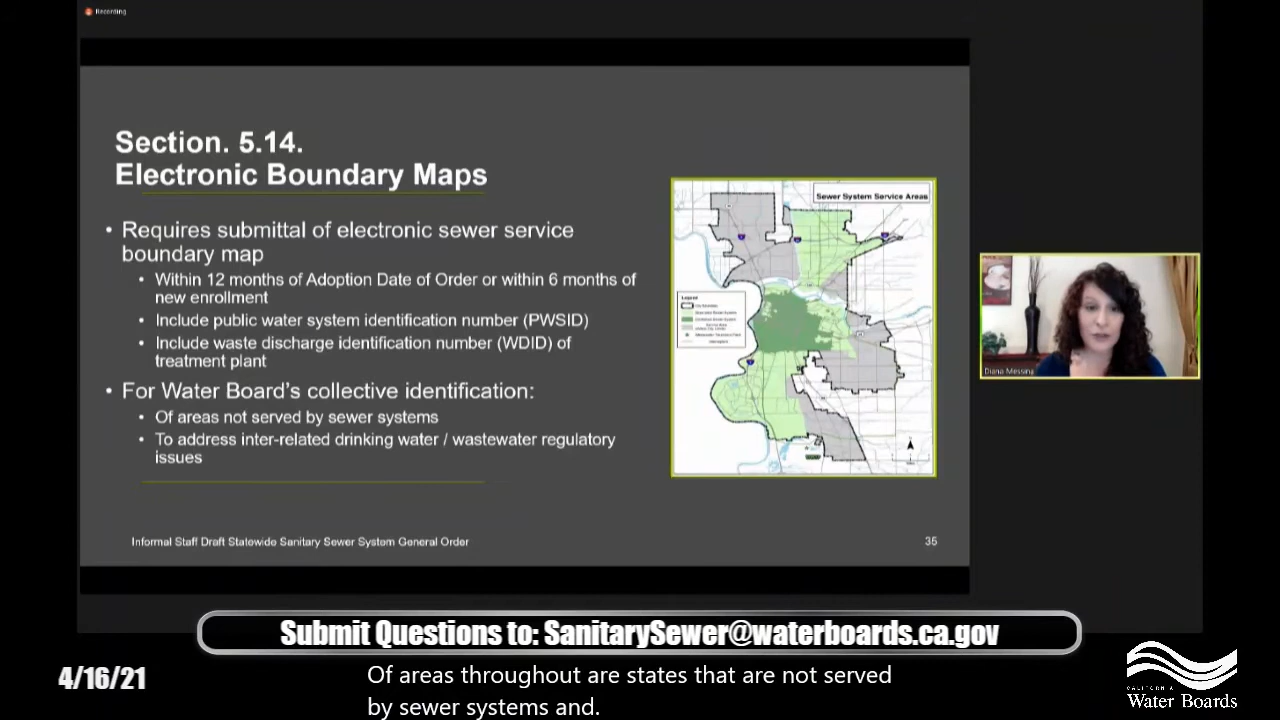 Recording
Section. 5.14.
Electronic Boundary Maps
• Requires submittal of electronic sewer service
boundary map
• Within 12 months of Adoption Date of Order or within 6 months of
new enrollment
• Include public water system identification number (PWSID)
• Include waste discharge identification number (WDID) of
treatment plant
• For Water Board's collective identification:
• Of areas not served by sewer systems
• To address inter-related drinking water / wastewater regulatory
issues
Sewer System Service Areas
Legend
Informal Staff Draft Statewide Sanitary Sewer System General Order
35
Diana Messina
Submit Questions to: SanitarySewer@waterboards.ca.gov
4/16/21
Of areas throughout are states that are not served
by sewer systems and.
CALIFORNIA
Water Boards